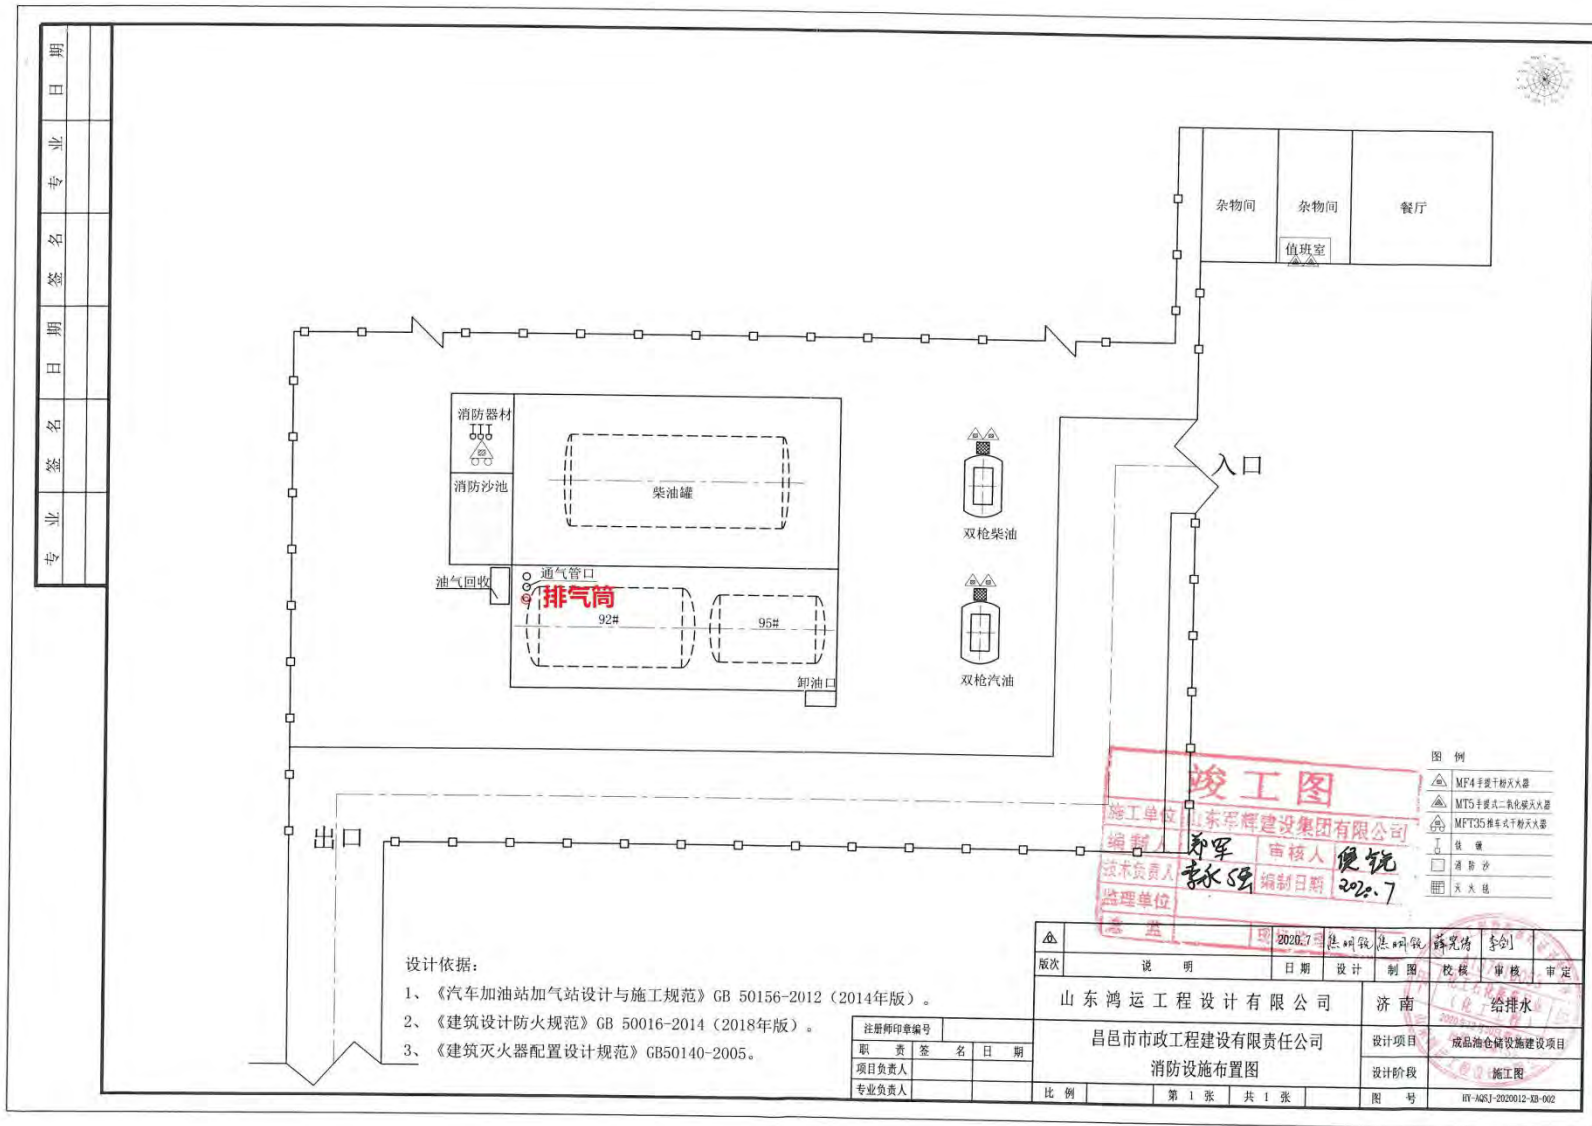 专 业
签 名
日 期
签 名
专 业
日 期
杂物间
杂物间
餐厅
值班室
消防器材
消防沙池
柴油罐
双枪柴油
入口
油气回收
通气管口
排气筒
92#
95#
卸油口
双枪汽油
出口
图 例
MF4手提干粉灭火器
MT5手提式二氧化碳灭火器
MFT35推车式干粉灭火器
消 防 沙
灭 火 毯
竣工图
施工单位 山东军辉建设集团有限公司
编制人 郑军 审核人
技术负责人 李永强 编制日期 2020.7
监理单位
总 监
设计依据:
1、《汽车加油站加气站设计与施工规范》GB 50156-2012（2014年版）。
2、《建筑设计防火规范》GB 50016-2014（2018年版）。
3、《建筑灭火器配置设计规范》GB50140-2005。
注册师印章编号
职 责 签 名 日 期
项目负责人
专业负责人
2020.7
版次 说 明 日 期 设 计 制 图 校 核 审 核 审 定
山东鸿运工程设计有限公司 济 南 给排水
昌邑市市政工程建设有限责任公司
消防设施布置图
设计项目 成品油仓储设施建设项目
设计阶段 施工图
比 例 第 1 张 共 1 张 图 号 HY-AQSJ-2020012-XB-002